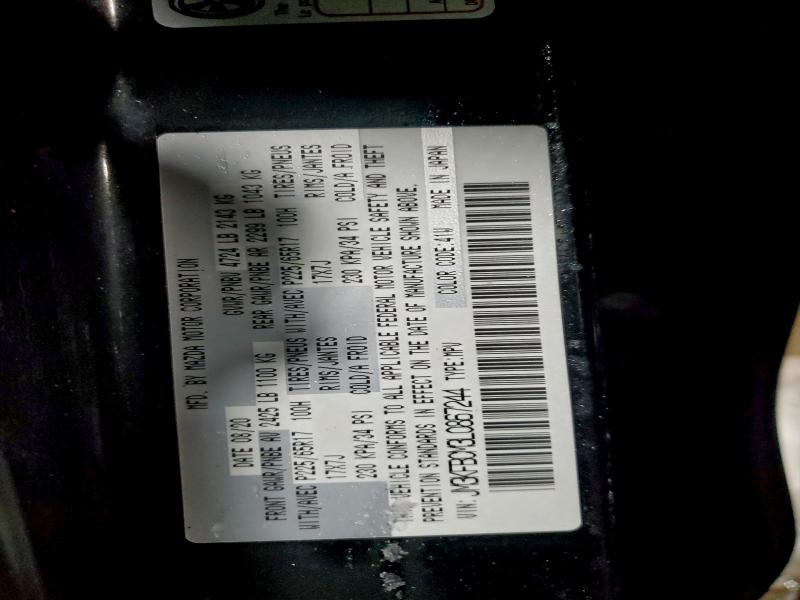 The
Le p
MFD. BY MAZDA MOTOR CORPORATION
DATE 08/20 GVWR/PNBV 4724 LB 2143 KG
FRONT GAWR/PNBE AV 2425 LB 1100 KG REAR GAWR/PNBE AR 2299 LB 1043 KG
WITH/AVEC P225/65R17 100H TIRES/PNEUS WITH/AVEC P225/65R17 100H TIRES/PNEUS
17X7J RIMS/JANTES 17X7J RIMS/JANTES
230 KPA/34 PSI COLD/A FROID 230 KPA/34 PSI COLD/A FROID
VEHICLE CONFORMS TO ALL APPLICABLE FEDERAL MOTOR VEHICLE SAFETY AND THEFT
PREVENTION STANDARDS IN EFFECT ON THE DATE OF MANUFACTURE SHOWN ABOVE.
VIN: JM3KFBDY3L0867244 TYPE:MPV COLOR CODE:41W MADE IN JAPAN